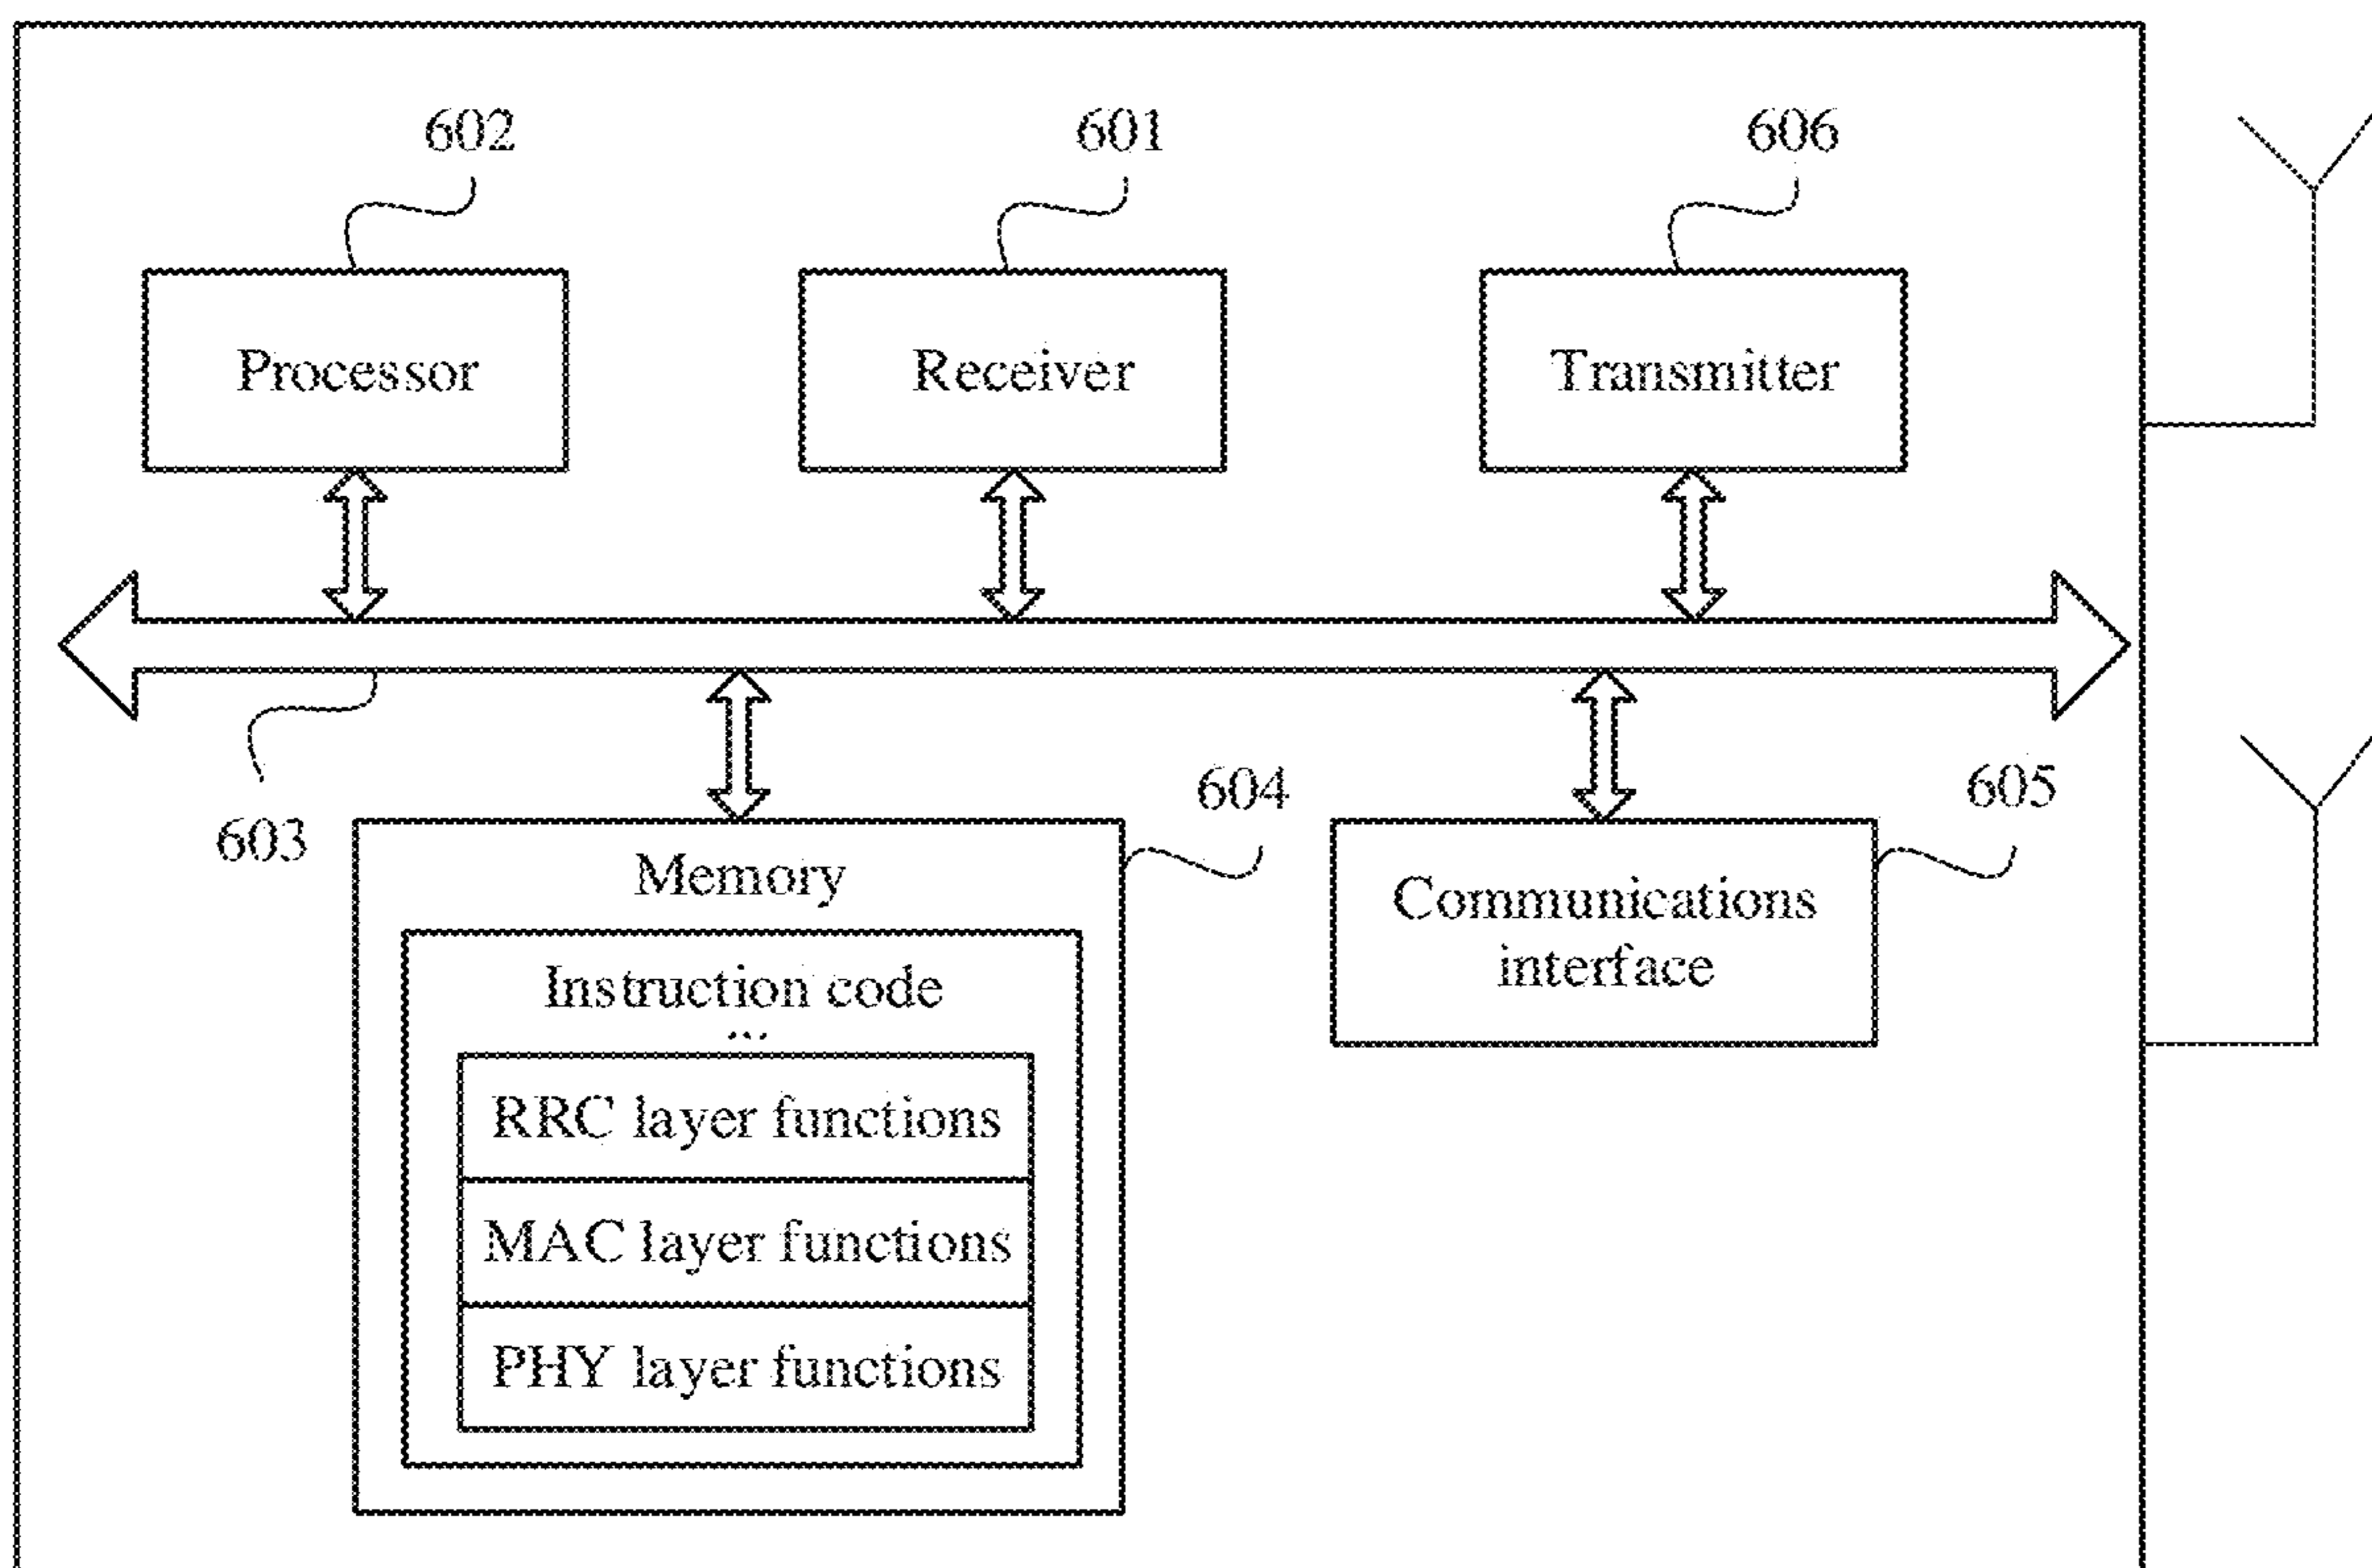 602
601
606
Processor
Receiver
Transmitter
603
604
605
Memory
Instruction code
...
RRC layer functions
MAC layer functions
PHY layer functions
Communications
interface